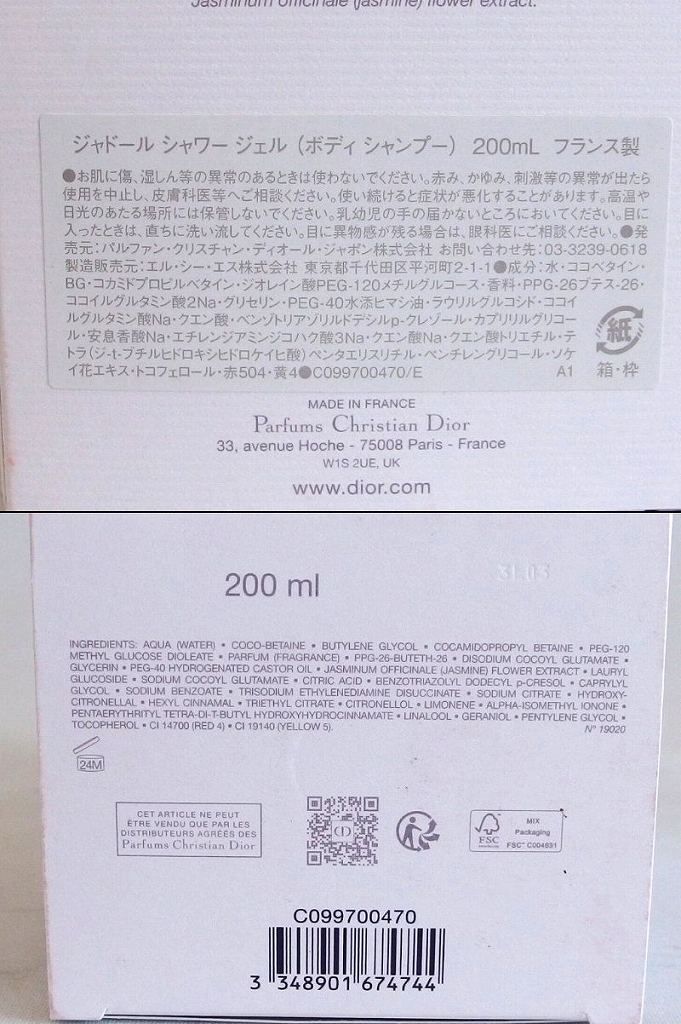 Jasminum officinale (jasmine) flower extract.
ジャドール シャワー ジェル（ボディ シャンプー） 200mL フランス製
●お肌に傷、湿しん等の異常のあるときは使わないでください。赤み、かゆみ、刺激等の異常が出たら
使用を中止し、皮膚科医等へご相談ください。使い続けると症状が悪化することがあります。高温や
日光のあたる場所には保管しないでください。乳幼児の手の届かないところにおいてください。目に
入ったときは、直ちに洗い流してください。目に異物感が残る場合は、眼科医にご相談ください。●発
売元：パルファン・クリスチャン・ディオール・ジャポン株式会社 お問い合わせ先：03-3239-0618
製造販売元：エル・シー・エス株式会社 東京都千代田区平河町2-1-1●成分：水・ココベタイン・
BG・コカミドプロピルベタイン・ジオレイン酸PEG-120メチルグルコース・香料・PPG-26ブテス-26・
ココイルグルタミン酸2Na・グリセリン・PEG-40水添ヒマシ油・ラウリルグルコシド・ココイ
ルグルタミン酸Na・クエン酸・ベンゾトリアゾリルドデシルp-クレゾール・カプリリルグリコ
ール・安息香酸Na・エチレンジアミンジコハク酸3Na・クエン酸Na・クエン酸トリエチル・テ
トラ（ジ-t-ブチルヒドロキシヒドロケイヒ酸）ペンタエリスリチル・ペンチレングリコール・ソケ
イ花エキス・トコフェロール・赤504・黄4●C099700470/E A1
紙
箱・枠
MADE IN FRANCE
Parfums Christian Dior
33, avenue Hoche - 75008 Paris - France
W1S 2UE, UK
www.dior.com
200 ml
31 03
INGREDIENTS: AQUA (WATER) • COCO-BETAINE • BUTYLENE GLYCOL • COCAMIDOPROPYL BETAINE • PEG-120
METHYL GLUCOSE DIOLEATE • PARFUM (FRAGRANCE) • PPG-26-BUTETH-26 • DISODIUM COCOYL GLUTAMATE •
GLYCERIN • PEG-40 HYDROGENATED CASTOR OIL • JASMINUM OFFICINALE (JASMINE) FLOWER EXTRACT • LAURYL
GLUCOSIDE • SODIUM COCOYL GLUTAMATE • CITRIC ACID • BENZOTRIAZOLYL DODECYL p-CRESOL • CAPRYLYL
GLYCOL • SODIUM BENZOATE • TRISODIUM ETHYLENEDIAMINE DISUCCINATE • SODIUM CITRATE • HYDROXY-
CITRONELLAL • HEXYL CINNAMAL • TRIETHYL CITRATE • CITRONELLOL • LIMONENE • ALPHA-ISOMETHYL IONONE •
PENTAERYTHRITYL TETRA-DI-T-BUTYL HYDROXYHYDROCINNAMATE • LINALOOL • GERANIOL • PENTYLENE GLYCOL •
TOCOPHEROL • CI 14700 (RED 4) • CI 19140 (YELLOW 5).
N° 19020
24M
CET ARTICLE NE PEUT
ÊTRE VENDU QUE PAR LES
DISTRIBUTEURS AGRÉÉS DES
Parfums Christian Dior
CD
FSC
MIX
Packaging
FSC™ C004631
C099700470
3 348901 674744